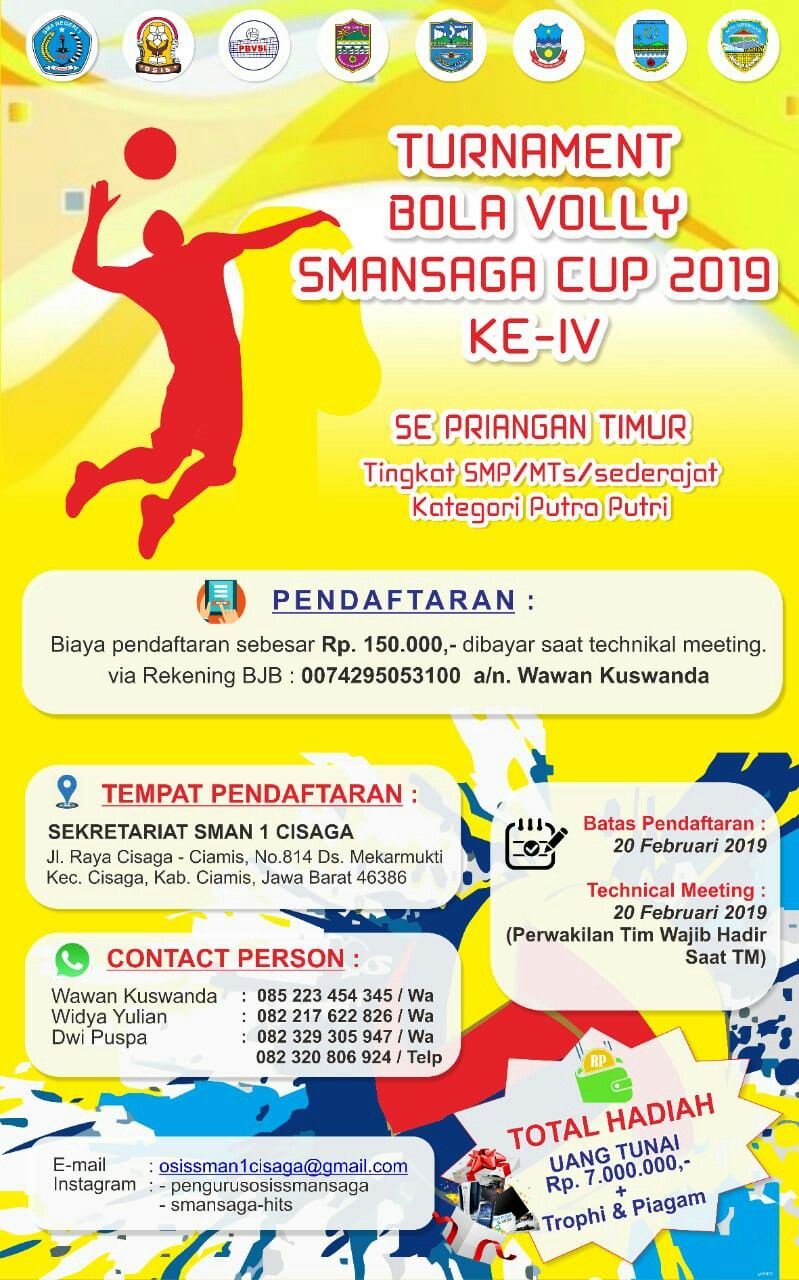 SMA NEGERI
OSIS
PBVSI
TURNAMENT
BOLA VOLLY
SMANSAGA CUP 2019
KE-IV
SE PRIANGAN TIMUR
Tingkat SMP/MTs/sederajat
Kategori Putra Putri
PENDAFTARAN :
Biaya pendaftaran sebesar Rp. 150.000,- dibayar saat technikal meeting.
via Rekening BJB : 0074295053100 a/n. Wawan Kuswanda
TEMPAT PENDAFTARAN :
SEKRETARIAT SMAN 1 CISAGA
Jl. Raya Cisaga - Ciamis, No.814 Ds. Mekarmukti
Kec. Cisaga, Kab. Ciamis, Jawa Barat 46386
Batas Pendaftaran :
20 Februari 2019
Technical Meeting :
20 Februari 2019
(Perwakilan Tim Wajib Hadir
Saat TM)
CONTACT PERSON :
Wawan Kuswanda : 085 223 454 345 / Wa
Widya Yulian : 082 217 622 826 / Wa
Dwi Puspa : 082 329 305 947 / Wa
082 320 806 924 / Telp
RP
TOTAL HADIAH
UANG TUNAI
Rp. 7.000.000,-
+
Trophi & Piagam
E-mail : osissman1cisaga@gmail.com
Instagram : - pengurusosissmansaga
- smansaga-hits